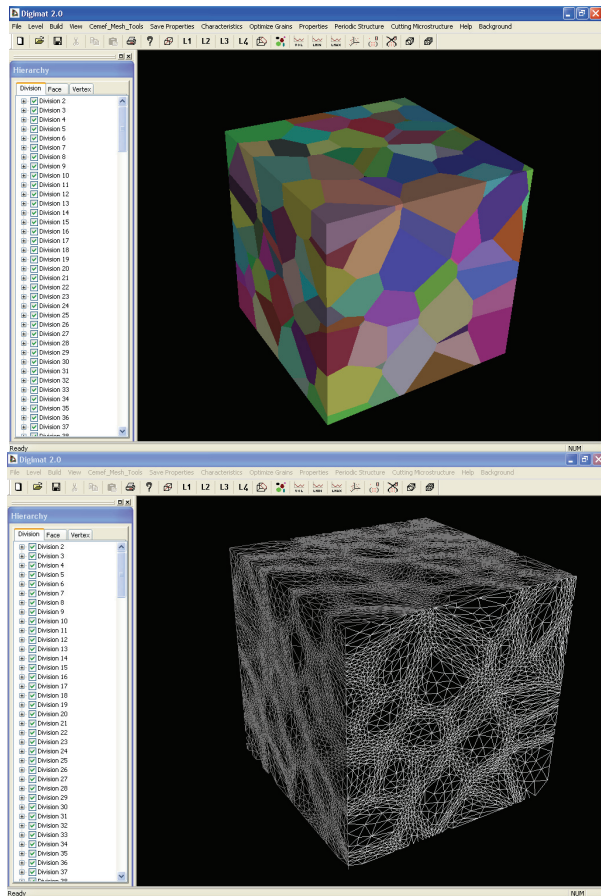 Digimat 2.0
File Level Build View Cemef_Mesh_Tools Save Properties Characteristics Optimize Grains Properties Periodic Structure Cutting Microstructure Help Background
L1 L2 L3 L4
Hierarchy
Division Face Vertex
Division 2
Division 3
Division 4
Division 5
Division 6
Division 7
Division 8
Division 9
Division 10
Division 11
Division 12
Division 13
Division 14
Division 15
Division 16
Division 17
Division 18
Division 19
Division 20
Division 21
Division 22
Division 23
Division 24
Division 25
Division 26
Division 27
Division 28
Division 29
Division 30
Division 31
Division 32
Division 33
Division 34
Division 35
Division 36
Division 37
Division 38
Ready NUM
Digimat 2.0
File Level Build View Cemef_Mesh_Tools Save Properties Characteristics Optimize Grains Properties Periodic Structure Cutting Microstructure Help Background
L1 L2 L3 L4
Hierarchy
Division Face Vertex
Division 2
Division 3
Division 4
Division 5
Division 6
Division 7
Division 8
Division 9
Division 10
Division 11
Division 12
Division 13
Division 14
Division 15
Division 16
Division 17
Division 18
Division 19
Division 20
Division 21
Division 22
Division 23
Division 24
Division 25
Division 26
Division 27
Division 28
Division 29
Division 30
Division 31
Division 32
Division 33
Division 34
Division 35
Division 36
Division 37
Division 38
Ready NUM